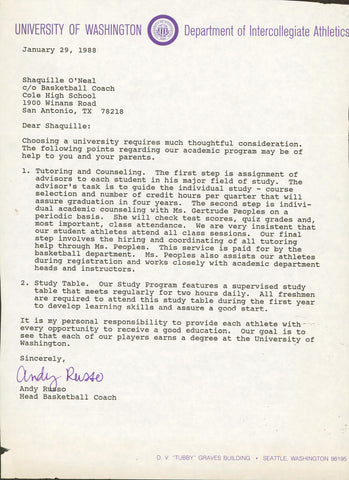 UNIVERSITY OF WASHINGTON Department of Intercollegiate Athletics
January 29, 1988
Shaquille O'Neal
c/o Basketball Coach
Cole High School
1900 Winans Road
San Antonio, TX 78218
Dear Shaquille:
Choosing a university requires much thoughtful consideration.
The following points regarding our academic program may be of
help to you and your parents.
1. Tutoring and Counseling. The first step is assignment of
advisors to each student in his major field of study. The
advisor's task is to guide the individual study - course
selection and number of credit hours per quarter that will
assure graduation in four years. The second step is indivi-
dual academic counseling with Ms. Gertrude Peoples on a
periodic basis. She will check test scores, quiz grades and,
most important, class attendance. We are very insistent that
our student athletes attend all class sessions. Our final
step involves the hiring and coordinating of all tutoring
help through Ms. Peoples. This service is paid for by the
basketball department. Ms. Peoples also assists our athletes
during registration and works closely with academic department
heads and instructors.
2. Study Table. Our Study Program features a supervised study
table that meets regularly for two hours daily. All freshmen
are required to attend this study table during the first year
to develop learning skills and assure a good start.
It is my personal responsibility to provide each athlete with
every opportunity to receive a good education. Our goal is to
see that each of our players earns a degree at the University of
Washington.
Sincerely,
Andy Russo
Andy Russo
Head Basketball Coach
D. V. "TUBBY" GRAVES BUILDING • SEATTLE, WASHINGTON 98195